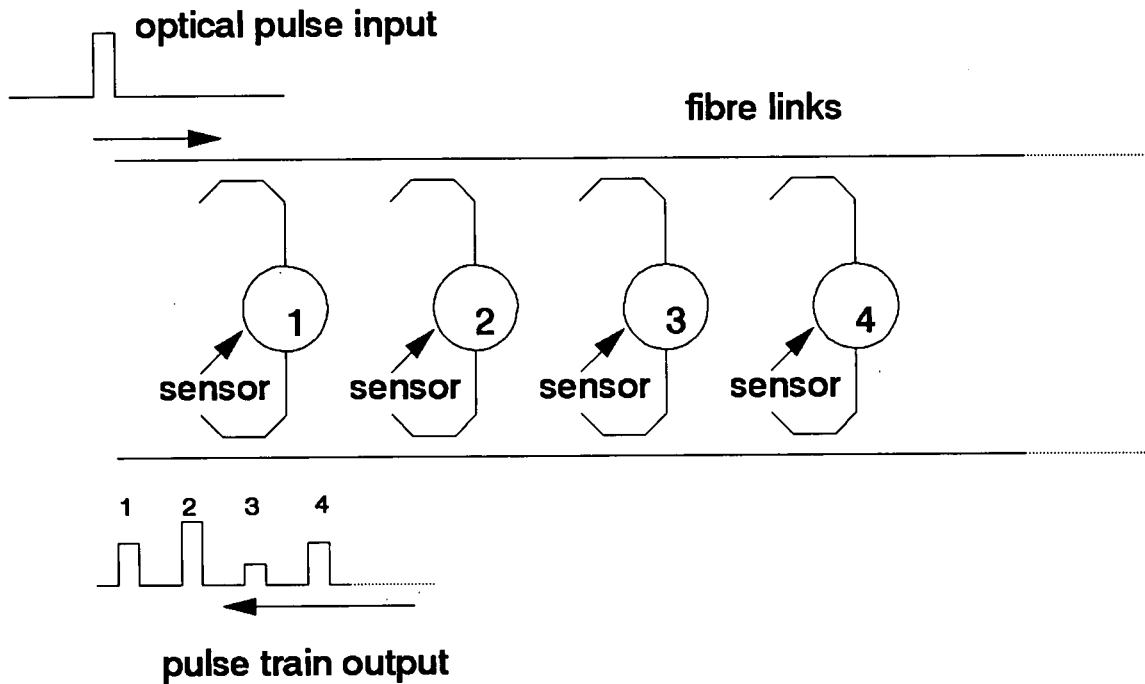 optical pulse input
fibre links
1 2 3 4
sensor sensor sensor sensor
1 2 3 4
pulse train output